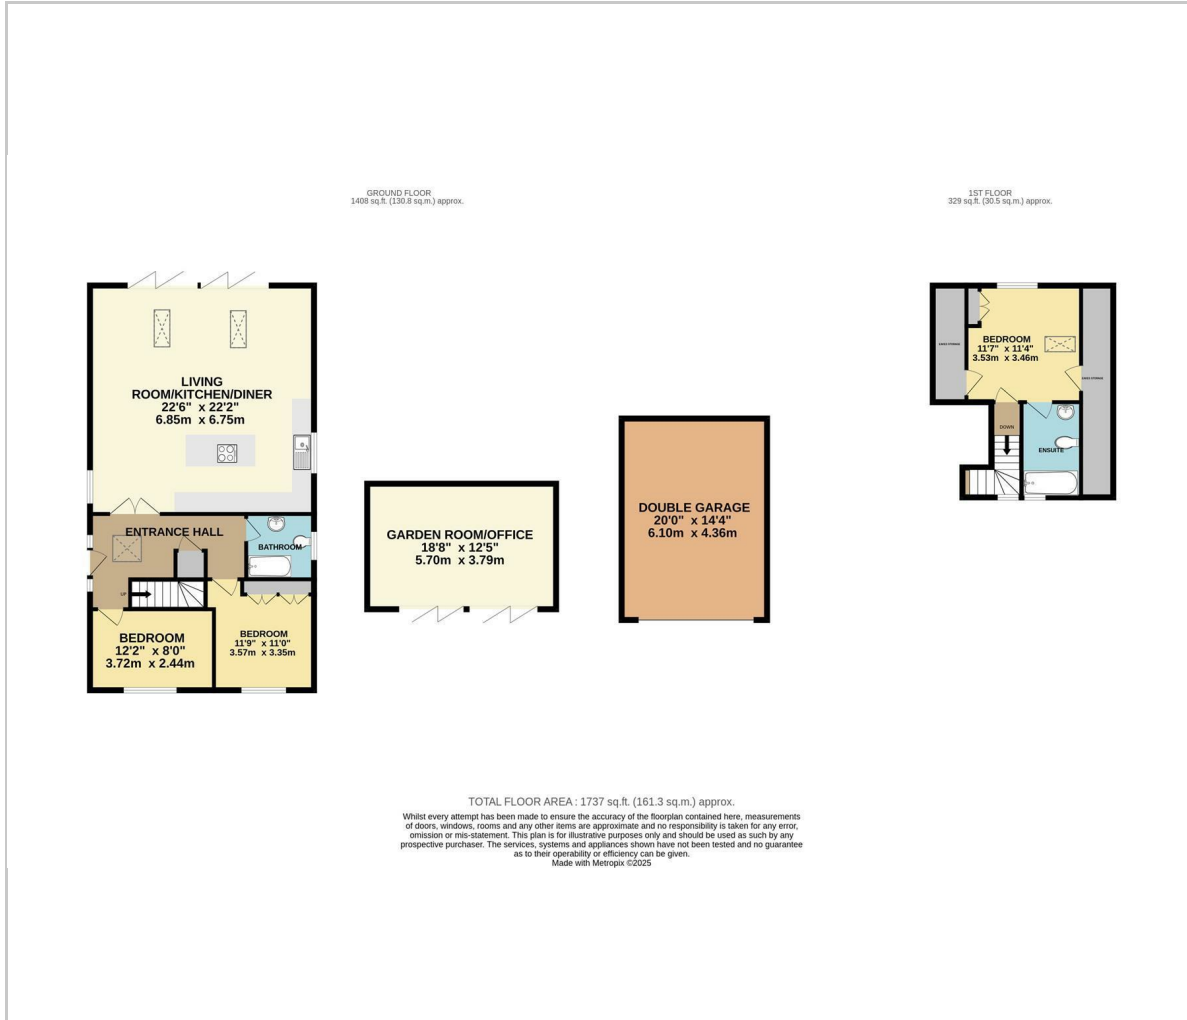 GROUND FLOOR
1408 sq.ft. (130.8 sq.m.) approx.
1ST FLOOR
329 sq.ft. (30.5 sq.m.) approx.
LIVING
ROOM/KITCHEN/DINER
22'6" x 22'2"
6.85m x 6.75m
ENTRANCE HALL
BATHROOM
UP
BEDROOM
12'2" x 8'0"
3.72m x 2.44m
BEDROOM
11'9" x 11'0"
3.57m x 3.35m
GARDEN ROOM/OFFICE
18'8" x 12'5"
5.70m x 3.79m
DOUBLE GARAGE
20'0" x 14'4"
6.10m x 4.36m
BEDROOM
11'7" x 11'4"
3.53m x 3.46m
EAVES STORAGE
EAVES STORAGE
DOWN
ENSUITE
TOTAL FLOOR AREA : 1737 sq.ft. (161.3 sq.m.) approx.
Whilst every attempt has been made to ensure the accuracy of the floorplan contained here, measurements
of doors, windows, rooms and any other items are approximate and no responsibility is taken for any error,
omission or mis-statement. This plan is for illustrative purposes only and should be used as such by any
prospective purchaser. The services, systems and appliances shown have not been tested and no guarantee
as to their operability or efficiency can be given.
Made with Metropix ©2025